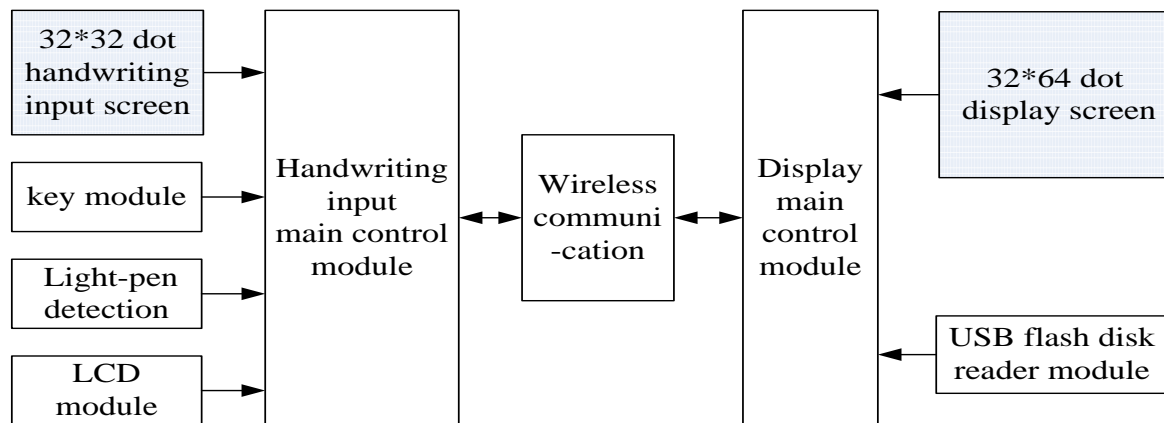 32*32 dot
handwriting
input screen
key module
Light-pen
detection
LCD
module
Handwriting
input
main control
module
Wireless
communi
-cation
Display
main
control
module
32*64 dot
display screen
USB flash disk
reader module